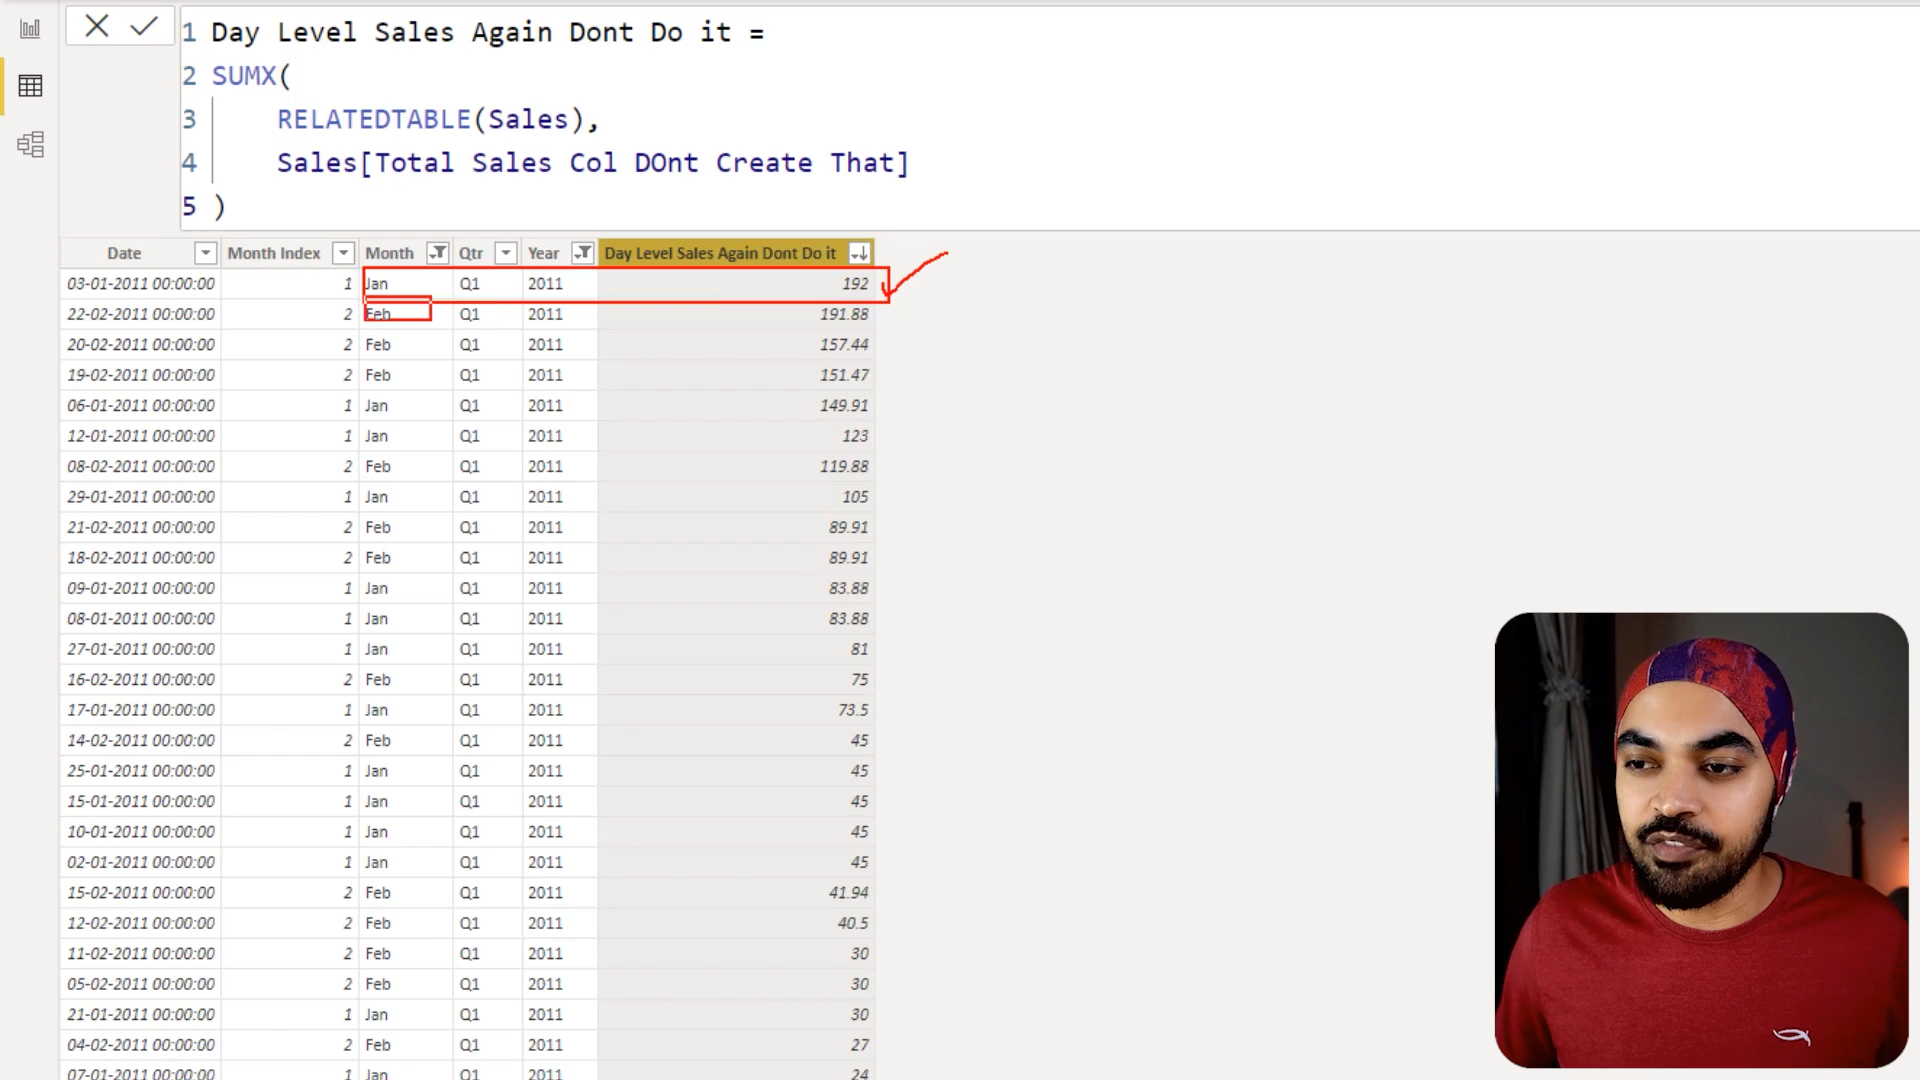 1 Day Level Sales Again Dont Do it =
2 SUMX(
3 RELATEDTABLE(Sales),
4 Sales[Total Sales Col DOnt Create That]
5 )
Date Month Index Month Qtr Year Day Level Sales Again Dont Do it
03-01-2011 00:00:00 1 Jan Q1 2011 192
22-02-2011 00:00:00 2 Feb Q1 2011 191.88
20-02-2011 00:00:00 2 Feb Q1 2011 157.44
19-02-2011 00:00:00 2 Feb Q1 2011 151.47
06-01-2011 00:00:00 1 Jan Q1 2011 149.91
12-01-2011 00:00:00 1 Jan Q1 2011 123
08-02-2011 00:00:00 2 Feb Q1 2011 119.88
29-01-2011 00:00:00 1 Jan Q1 2011 105
21-02-2011 00:00:00 2 Feb Q1 2011 89.91
18-02-2011 00:00:00 2 Feb Q1 2011 89.91
09-01-2011 00:00:00 1 Jan Q1 2011 83.88
08-01-2011 00:00:00 1 Jan Q1 2011 83.88
27-01-2011 00:00:00 1 Jan Q1 2011 81
16-02-2011 00:00:00 2 Feb Q1 2011 75
17-01-2011 00:00:00 1 Jan Q1 2011 73.5
14-02-2011 00:00:00 2 Feb Q1 2011 45
25-01-2011 00:00:00 1 Jan Q1 2011 45
15-01-2011 00:00:00 1 Jan Q1 2011 45
10-01-2011 00:00:00 1 Jan Q1 2011 45
02-01-2011 00:00:00 1 Jan Q1 2011 45
15-02-2011 00:00:00 2 Feb Q1 2011 41.94
12-02-2011 00:00:00 2 Feb Q1 2011 40.5
11-02-2011 00:00:00 2 Feb Q1 2011 30
05-02-2011 00:00:00 2 Feb Q1 2011 30
21-01-2011 00:00:00 1 Jan Q1 2011 30
04-02-2011 00:00:00 2 Feb Q1 2011 27
07-01-2011 00:00:00 1 Jan Q1 2011 24